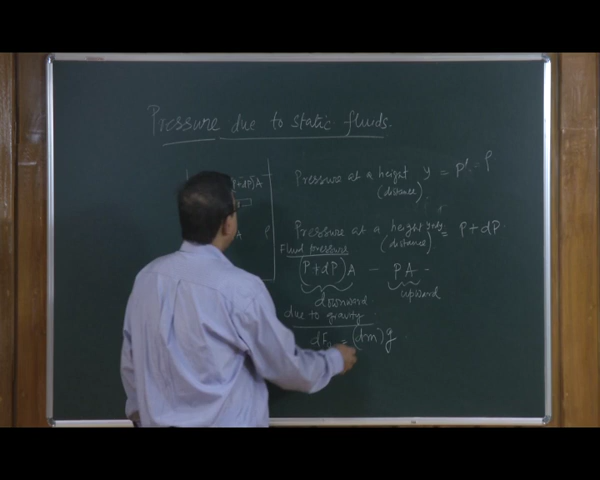 Pressure due to static fluids.
Pressure at a height y = P
(distance)
Pressure at a height y+dy = P + dP.
(distance)
Fluid pressure
(P + dP)A - PA -
downward. upward
due to gravity
= (dm)g
P
A